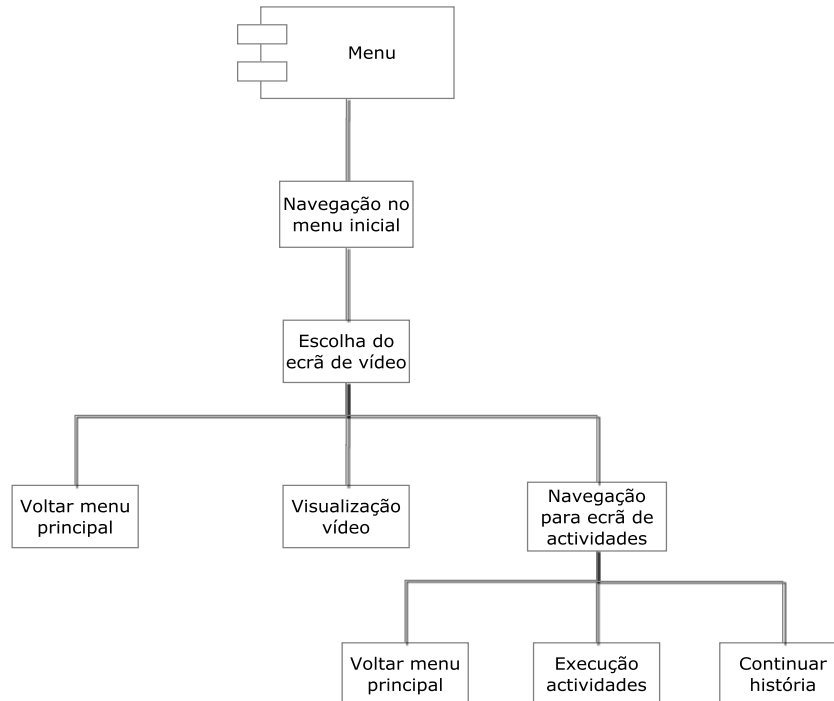 Menu
Navegação no
menu inicial
Escolha do
ecrã de vídeo
Voltar menu
principal
Visualização
vídeo
Navegação
para ecrã de
actividades
Voltar menu
principal
Execução
actividades
Continuar
história